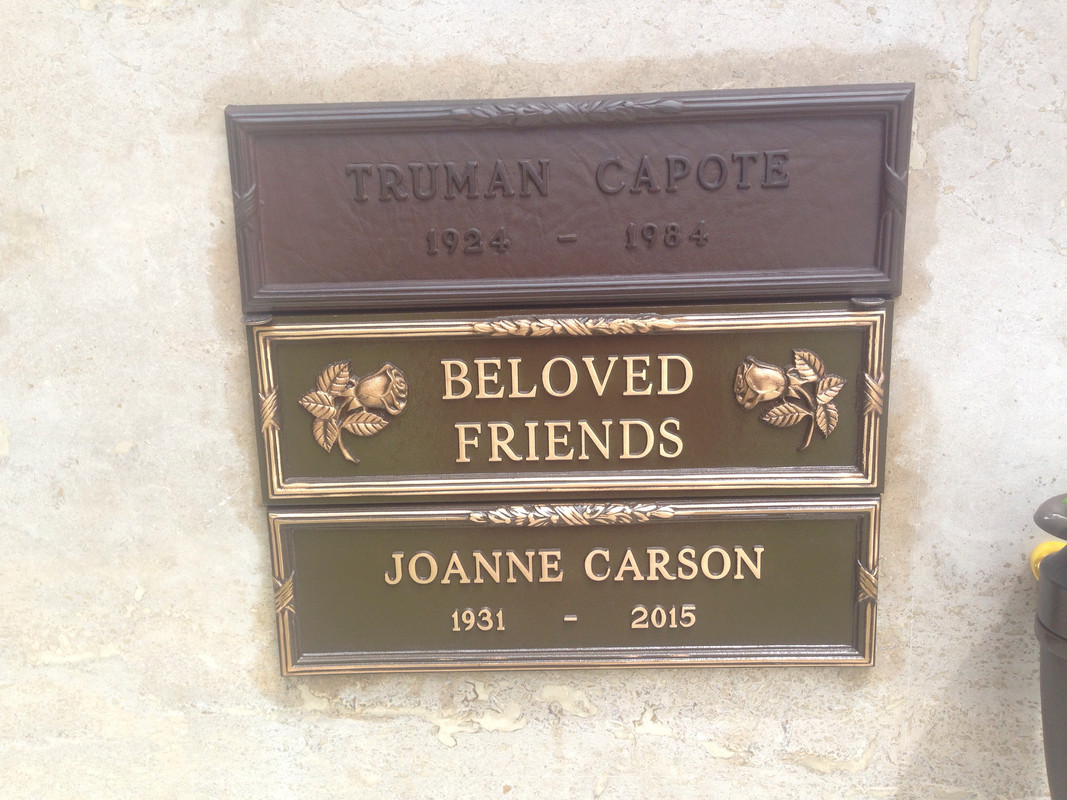 TRUMAN CAPOTE
1924 - 1984
BELOVED
FRIENDS
JOANNE CARSON
1931 - 2015